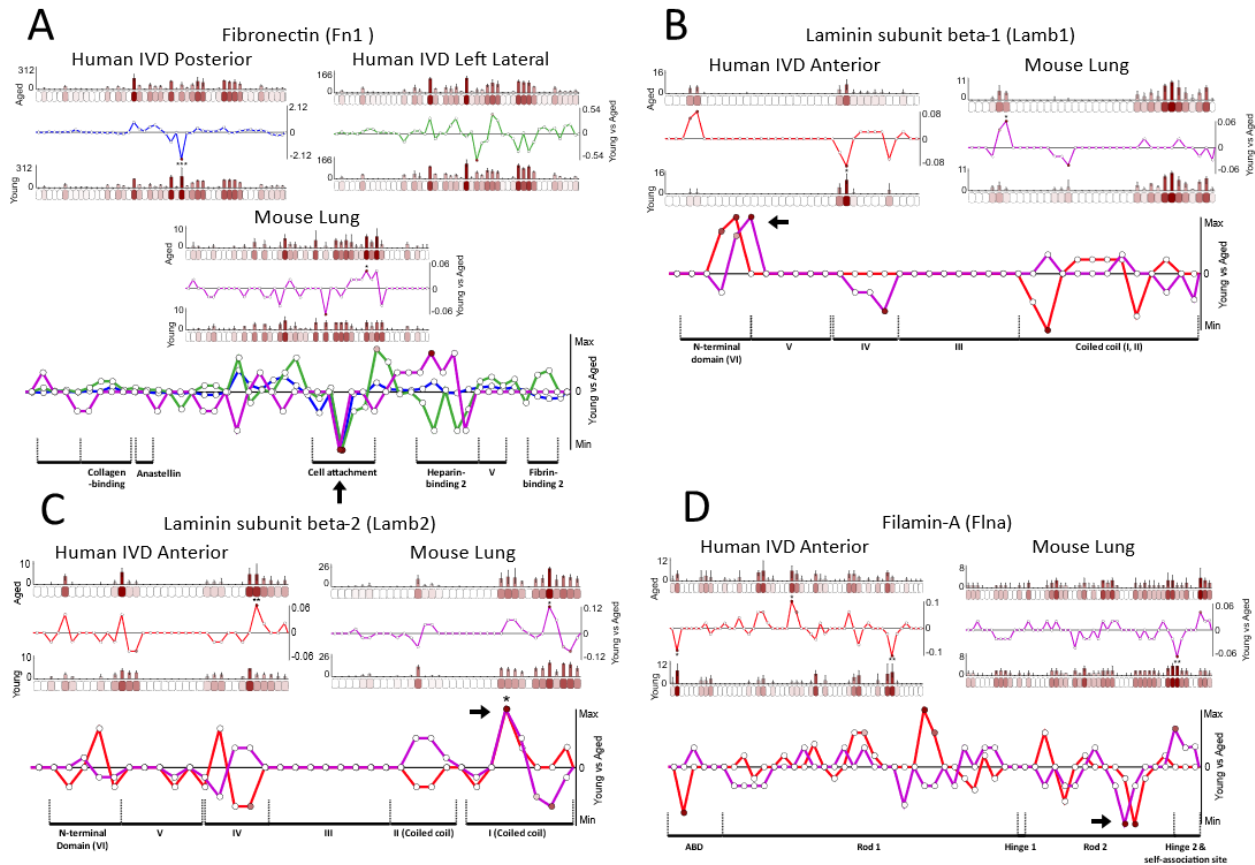 A
Fibronectin (Fn1 )
Human IVD Posterior
Human IVD Left Lateral
312
0
Aged
2.12
0
-2.12
Young vs Aged
***
312
0
Young
166
0
0.54
0
-0.54
Young vs Aged
*
166
0
Mouse Lung
10
0
Aged
*
0.06
0
-0.06
Young vs Aged
10
0
Young
Max
0
Min
Young vs Aged
Collagen
-binding
Anastellin
Cell attachment
Heparin-
binding 2
V
Fibrin-
binding 2
B
Laminin subunit beta-1 (Lamb1)
Human IVD Anterior
Mouse Lung
16
0
Aged
0.08
0
-0.08
*
16
0
Young
11
0
*
0.06
0
-0.06
Young vs Aged
11
0
Max
0
Min
Young vs Aged
N-terminal
domain (VI)
V
IV
III
Coiled coil (I, II)
C
Laminin subunit beta-2 (Lamb2)
Human IVD Anterior
Mouse Lung
10
0
Aged
**
0.06
0
-0.06
10
0
Young
26
0
*
0.12
0
-0.12
Young vs Aged
26
0
*
Max
0
Min
Young vs Aged
N-terminal
Domain (VI)
V
IV
III
II (Coiled coil)
I (Coiled coil)
D
Filamin-A (Flna)
Human IVD Anterior
Mouse Lung
12
0
Aged
*
0.1
0
-0.1
*
**
12
0
Young
8
0
0.06
0
-0.06
Young vs Aged
**
8
0
Max
0
Min
Young vs Aged
ABD
Rod 1
Hinge 1
Rod 2
Hinge 2 &
self-association site